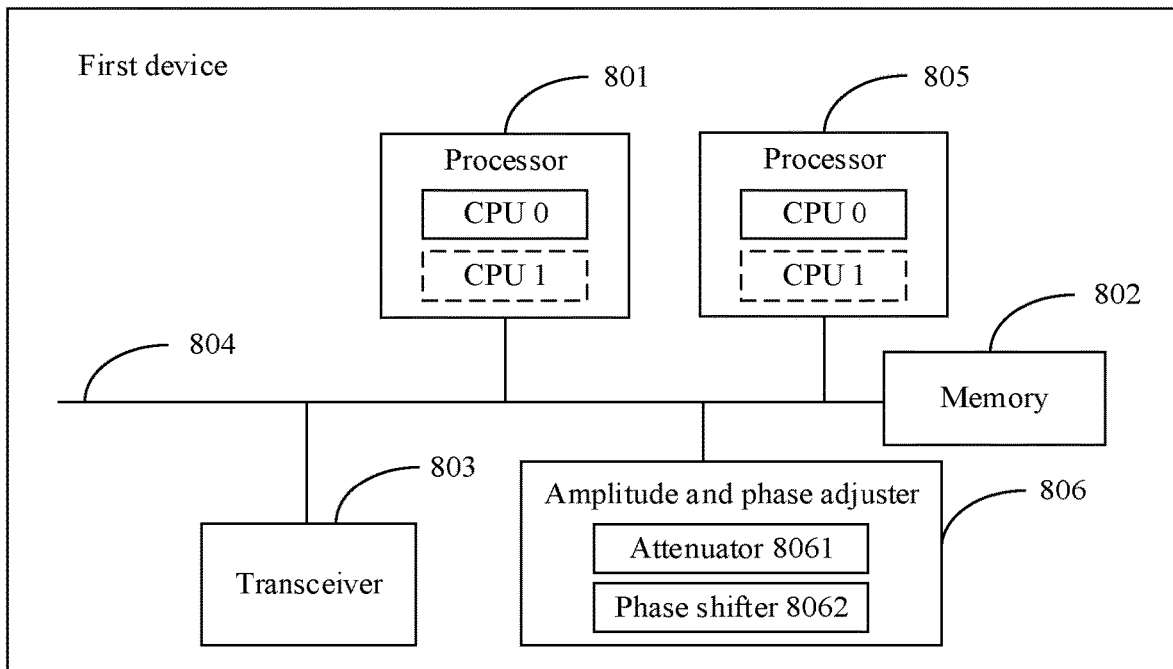 First device
801
805
Processor
CPU 0
CPU 1
Processor
CPU 0
CPU 1
802
804
Memory
803
Amplitude and phase adjuster
Attenuator 8061
Phase shifter 8062
806
Transceiver